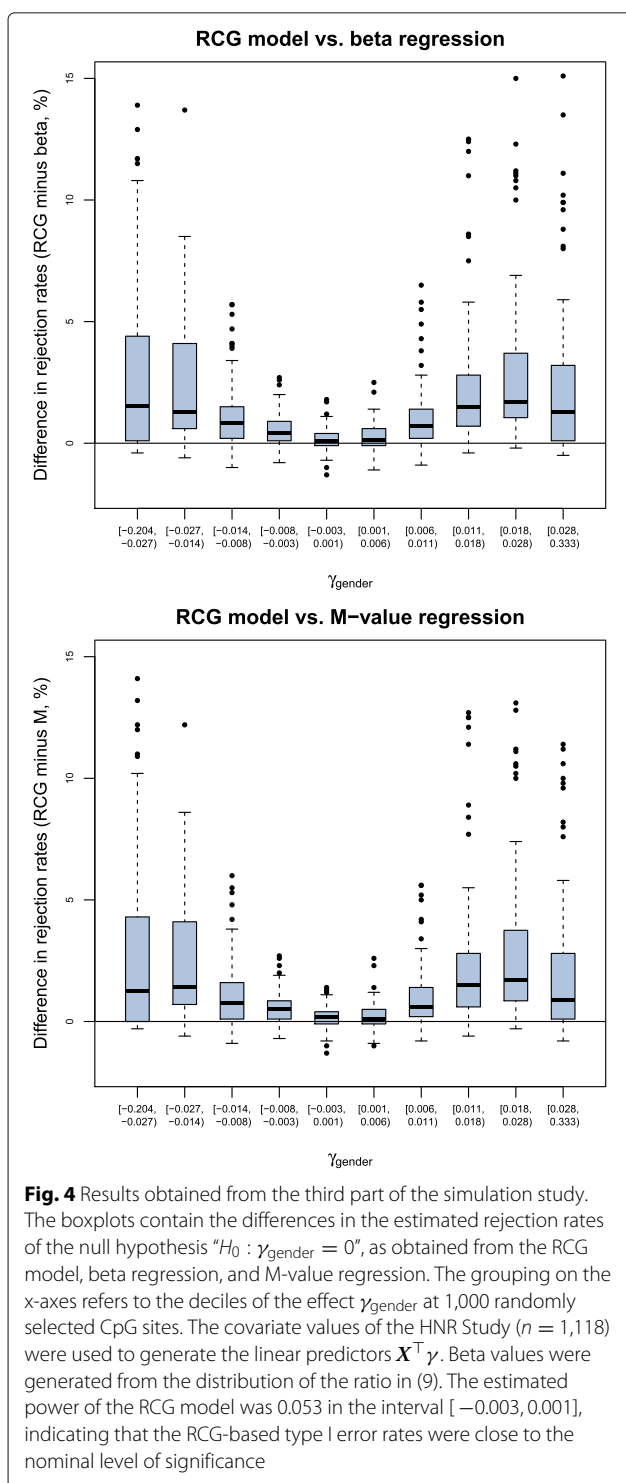 RCG model vs. beta regression
Difference in rejection rates (RCG minus beta, %)
15
10
5
0
[−0.204, −0.027)
[−0.027, −0.014)
[−0.014, −0.008)
[−0.008, −0.003)
[−0.003, 0.001)
[0.001, 0.006)
[0.006, 0.011)
[0.011, 0.018)
[0.018, 0.028)
[0.028, 0.333)
γgender
RCG model vs. M−value regression
Difference in rejection rates (RCG minus M, %)
15
10
5
0
[−0.204, −0.027)
[−0.027, −0.014)
[−0.014, −0.008)
[−0.008, −0.003)
[−0.003, 0.001)
[0.001, 0.006)
[0.006, 0.011)
[0.011, 0.018)
[0.018, 0.028)
[0.028, 0.333)
γgender
Fig. 4 Results obtained from the third part of the simulation study.
The boxplots contain the differences in the estimated rejection rates
of the null hypothesis “H0 : γgender = 0”, as obtained from the RCG
model, beta regression, and M-value regression. The grouping on the
x-axes refers to the deciles of the effect γgender at 1,000 randomly
selected CpG sites. The covariate values of the HNR Study (n = 1,118)
were used to generate the linear predictors X⊤γ. Beta values were
generated from the distribution of the ratio in (9). The estimated
power of the RCG model was 0.053 in the interval [ −0.003, 0.001],
indicating that the RCG-based type I error rates were close to the
nominal level of significance